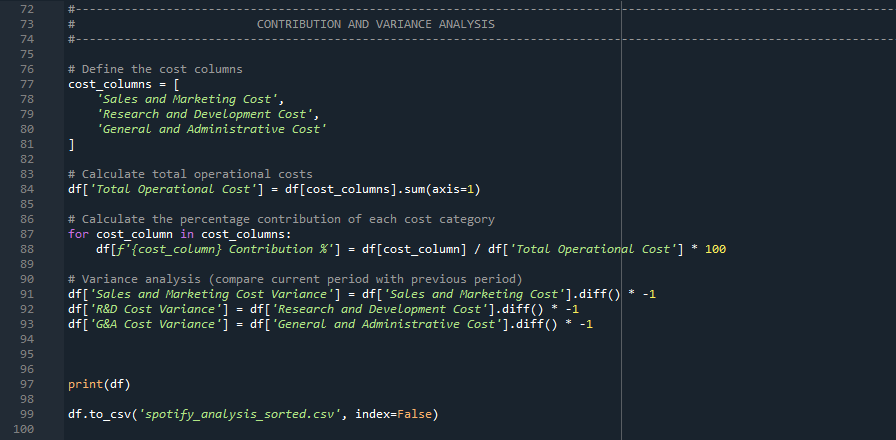 72 #------------------------------------------------------------------------------------------------------------------
73 # CONTRIBUTION AND VARIANCE ANALYSIS
74 #------------------------------------------------------------------------------------------------------------------
75
76 # Define the cost columns
77 cost_columns = [
78     'Sales and Marketing Cost',
79     'Research and Development Cost',
80     'General and Administrative Cost'
81 ]
82
83 # Calculate total operational costs
84 df['Total Operational Cost'] = df[cost_columns].sum(axis=1)
85
86 # Calculate the percentage contribution of each cost category
87 for cost_column in cost_columns:
88     df[f'{cost_column} Contribution %'] = df[cost_column] / df['Total Operational Cost'] * 100
89
90 # Variance analysis (compare current period with previous period)
91 df['Sales and Marketing Cost Variance'] = df['Sales and Marketing Cost'].diff() * -1
92 df['R&D Cost Variance'] = df['Research and Development Cost'].diff() * -1
93 df['G&A Cost Variance'] = df['General and Administrative Cost'].diff() * -1
94
95
96
97 print(df)
98
99 df.to_csv('spotify_analysis_sorted.csv', index=False)
100